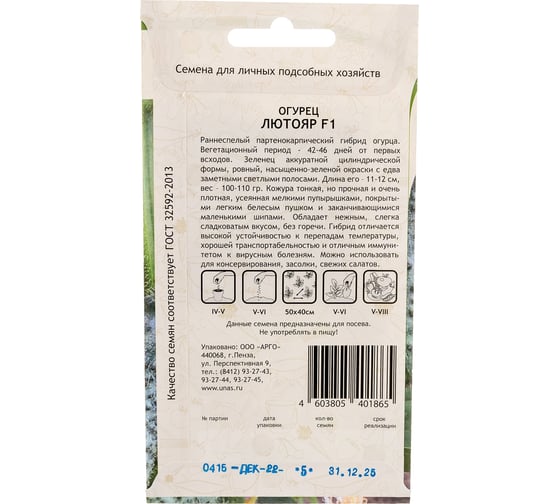 Семена для личных подсобных хозяйств
ОГУРЕЦ
ЛЮТОЯР F1
Раннеспелый партенокарпический гибрид огурца.
Вегетационный период - 42-46 дней от первых
всходов. Зеленец аккуратной цилиндрической
формы, ровный, насыщенно-зеленой окраски с едва
заметными светлыми полосами. Длина его - 11-12 см,
вес - 100-110 гр. Кожура тонкая, но прочная и очень
плотная, усеянная мелкими пупырышками, покрыты-
ми легким белесым пушком и заканчивающимися
маленькими шипами. Обладает нежным, слегка
сладковатым вкусом, без горечи. Гибрид отличается
высокой устойчивостью к перепадам температуры,
хорошей транспортабельностью и отличным иммуни-
тетом к вирусным болезням. Можно использовать
для консервирования, засолки, свежих салатов.
IV-V V-VI 50x40см V-VI V-VIII
Данные семена предназначены для посева.
Не употреблять в пищу!
Упаковано: ООО «АРГО»
440068, г.Пенза,
ул. Перспективная 9,
тел.: (8412) 93-27-43,
93-27-44, 93-27-45,
www.unas.ru
4 603805 401865
№ партии дата упаковки кол-во семян срок реализации
0415 -ДЕК-22- *5* 31.12.25
Качество семян соответствует ГОСТ 32592-2013